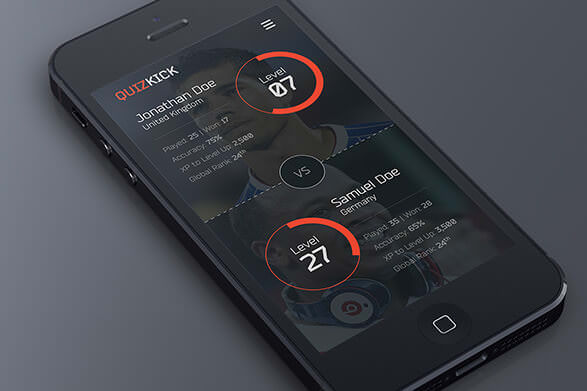 QUIZKICK
Jonathan Doe
United Kingdom
Played: 25 | Won: 17
Accuracy: 75%
XP to Level Up: 2,500
Global Rank: 24th
Level
07
VS
Samuel Doe
Germany
Played: 35 | Won: 28
Accuracy: 65%
XP to Level Up: 3,500
Global Rank: 24th
Level
27